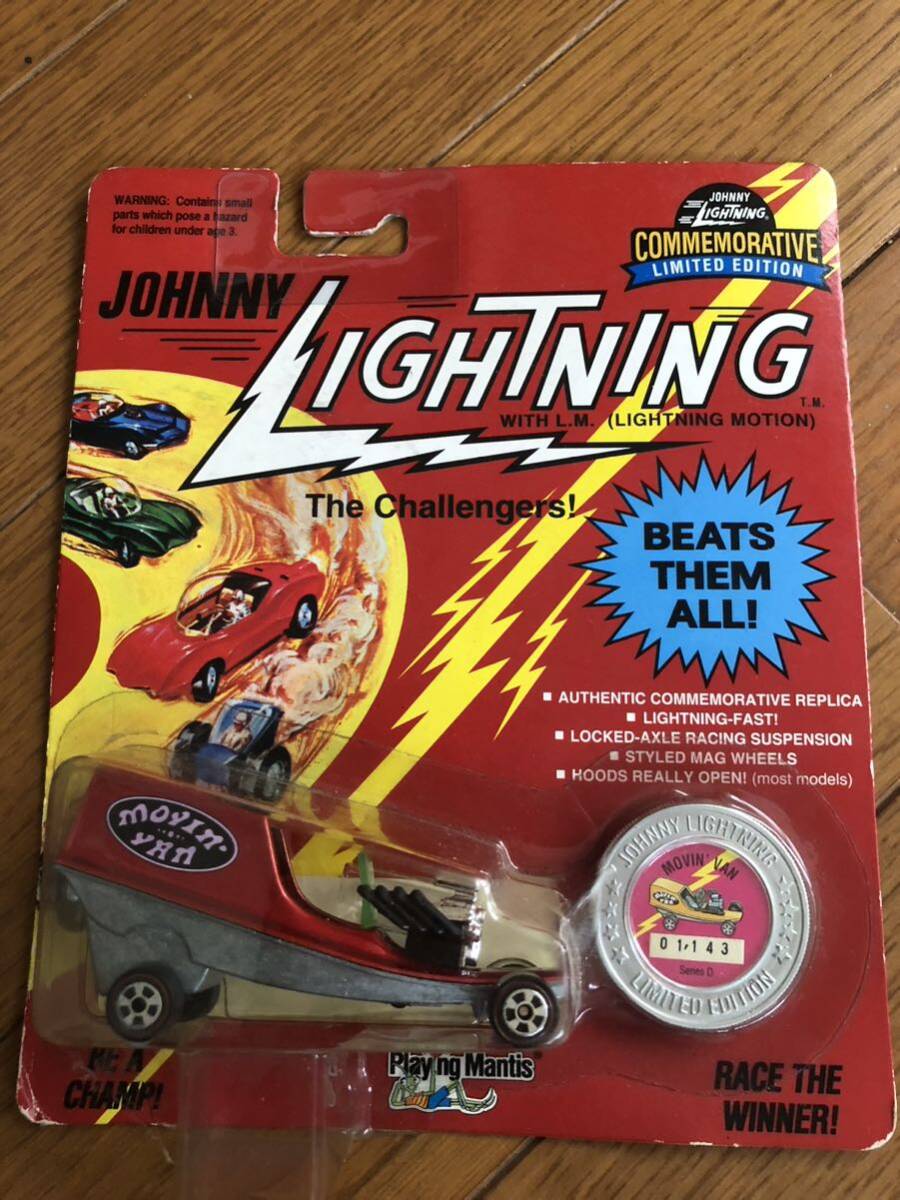 WARNING: Contains small
parts which pose a hazard
for children under age 3.
JOHNNY
LIGHTNING
COMMEMORATIVE
LIMITED EDITION
JOHNNY
LIGHTNING
T.M.
WITH L.M. (LIGHTNING MOTION)
The Challengers!
BEATS
THEM
ALL!
■ AUTHENTIC COMMEMORATIVE REPLICA
■ LIGHTNING-FAST!
■ LOCKED-AXLE RACING SUSPENSION
■ STYLED MAG WHEELS
■ HOODS REALLY OPEN! (most models)
MOVIN'
VAN
JOHNNY LIGHTNING
MOVIN' VAN
01,143
Series D
LIMITED EDITION
BE A
CHAMP!
Playing Mantis®
RACE THE
WINNER!